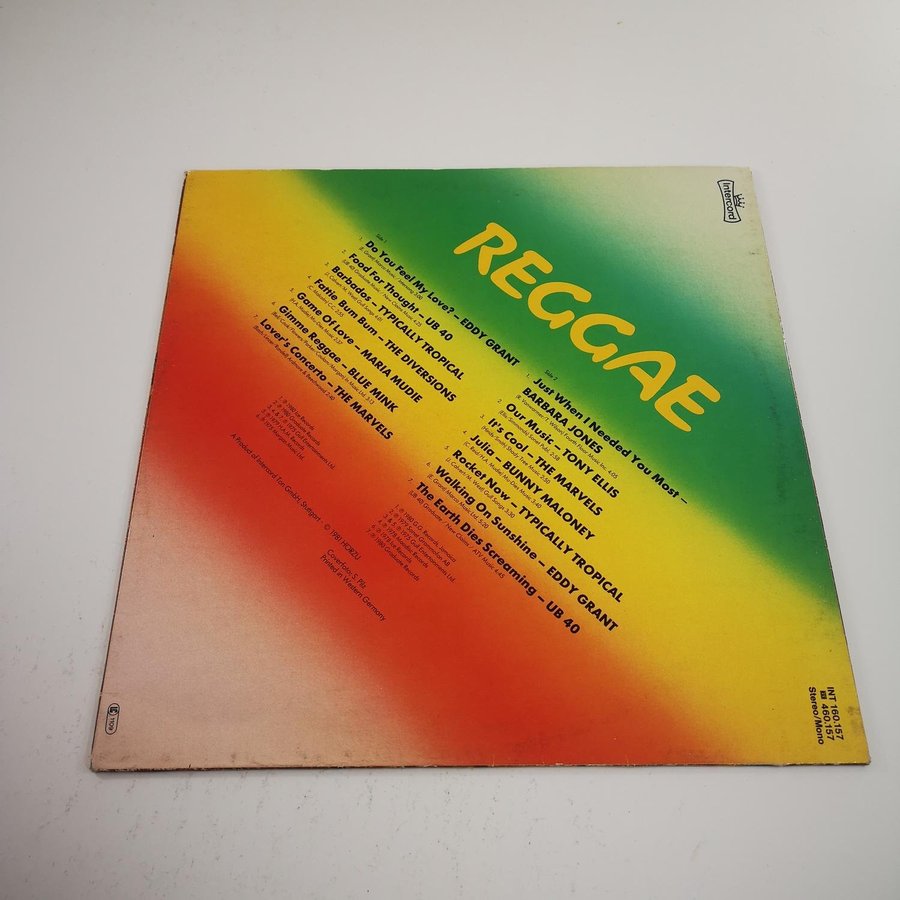 intercord
REGGAE
Side 1
1. Do You Feel My Love? – EDDY GRANT
2. Food For Thought – UB 40
3. Barbados – TYPICALLY TROPICAL
4. Fattie Bum Bum – THE DIVERSIONS
5. Game Of Love – MARIA MUDIE
6. Gimme Reggae – BLUE MINK
7. Lover's Concerto – THE MARVELS
Side 2
1. Just When I Needed You Most –
BARBARA JONES
2. Our Music – TONY ELLIS
3. It's Cool – THE MARVELS
4. Julia – BUNNY MALONEY
5. Rocket Now – TYPICALLY TROPICAL
6. Walking On Sunshine – EDDY GRANT
7. The Earth Dies Screaming – UB 40
A Product of Intercord Ton GmbH, Stuttgart · © 1981 HÖRZU
Coverfoto: S. Pilz
Printed in Western Germany
INT 160.157
460.157
Stereo/Mono
LC 1109